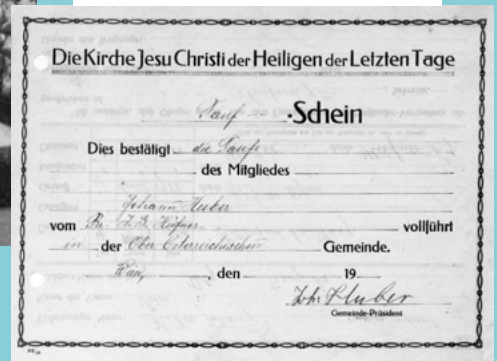 Die Kirche Jesu Christi der Heiligen der Letzten Tage
Tauf -Schein
Dies bestätigt die Taufe
des Mitgliedes
Johann Huber
vom vollführt
in der Ober Österreichischen Gemeinde.
, den 19
Joh. Huber
Gemeinde-Präsident